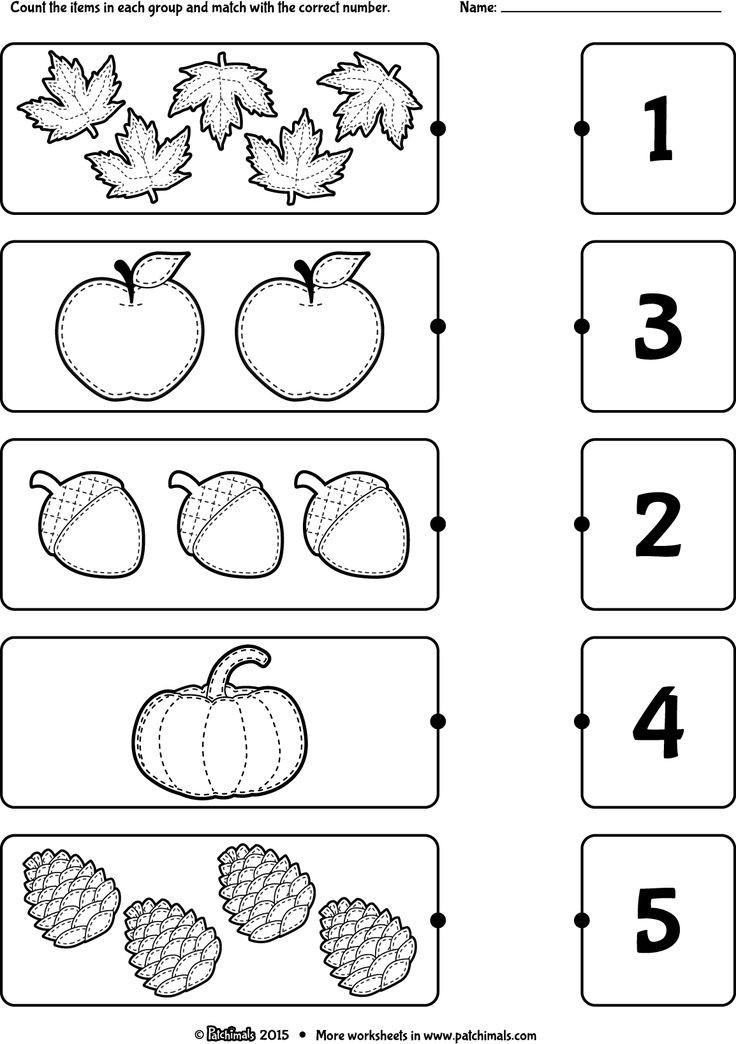 Count the items in each group and match with the correct number. Name:
1
3
2
4
5
© Patchimals 2015 • More worksheets in www.patchimals.com